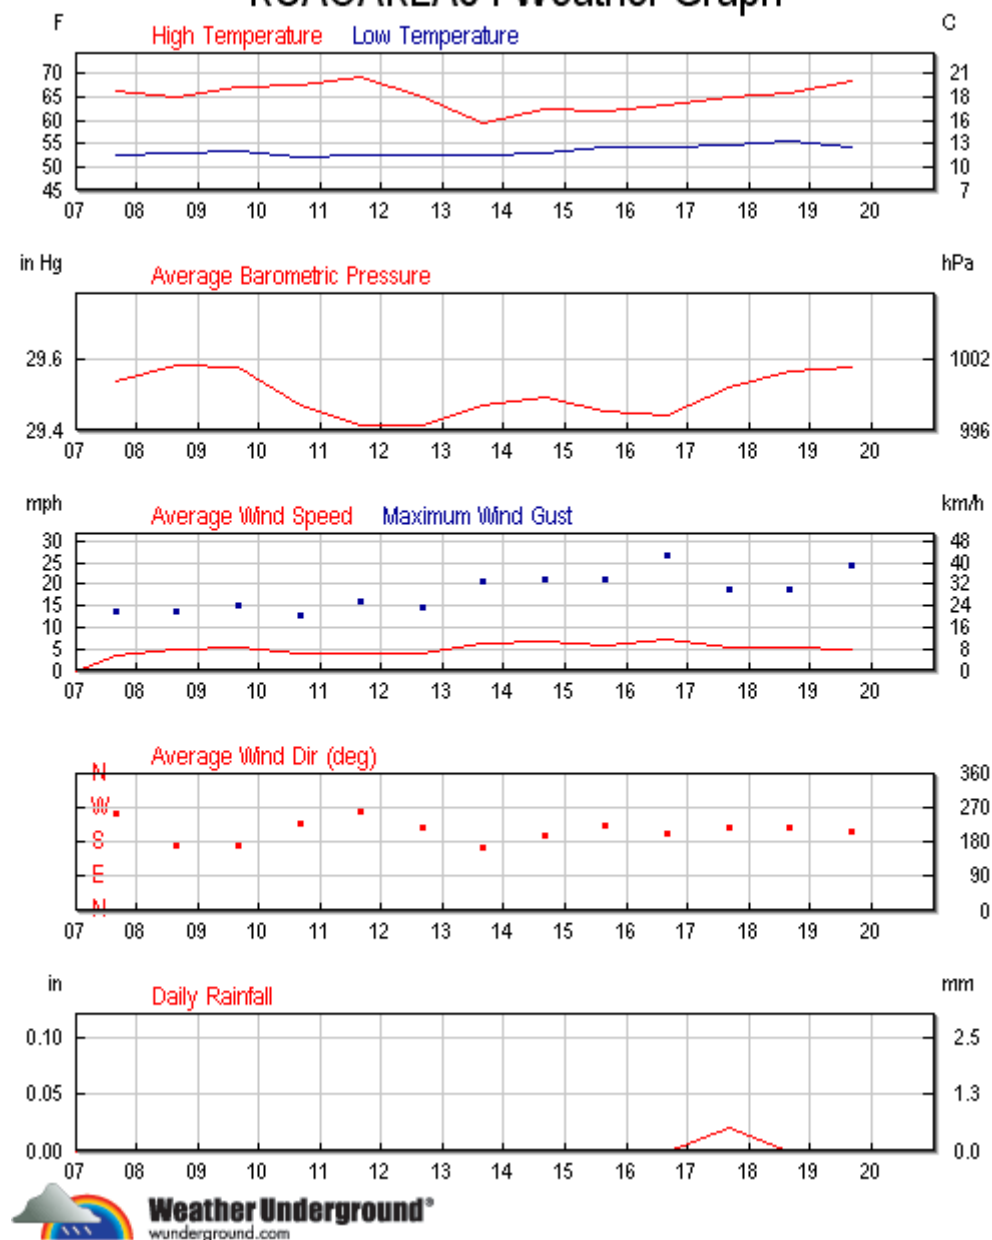 Weather Graph
F C
High Temperature Low Temperature
70 21
65 18
60 16
55 13
50 10
45 7
07 08 09 10 11 12 13 14 15 16 17 18 19 20
in Hg hPa
Average Barometric Pressure
29.6 1002
29.4 996
07 08 09 10 11 12 13 14 15 16 17 18 19 20
mph km/h
Average Wind Speed Maximum Wind Gust
30 48
25 40
20 32
15 24
10 16
5 8
0 0
07 08 09 10 11 12 13 14 15 16 17 18 19 20
Average Wind Dir (deg)
N 360
W 270
S 180
E 90
N 0
07 08 09 10 11 12 13 14 15 16 17 18 19 20
in mm
Daily Rainfall
0.10 2.5
0.05 1.3
0.00 0.0
07 08 09 10 11 12 13 14 15 16 17 18 19 20
Weather Underground®
wunderground.com